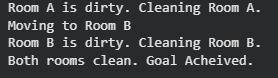 Room A is dirty. Cleaning Room A.
Moving to Room B
Room B is dirty. Cleaning Room B.
Both rooms clean. Goal Acheived.